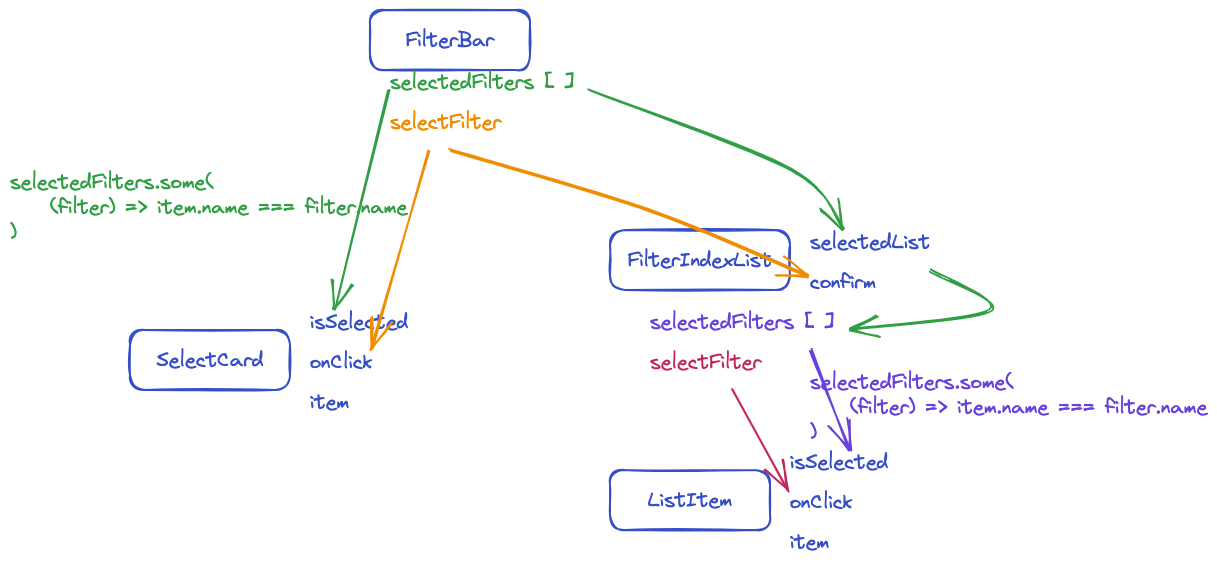 FilterBar
selectedFilters [ ]
selectFilter
selectedFilters.some(
(filter) => item.name === filter.name
)
FilterIndexList
selectedList
confirm
isSelected
SelectCard
onClick
item
selectedFilters [ ]
selectFilter
selectedFilters.some(
(filter) => item.name === filter.name
)
isSelected
ListItem
onClick
item